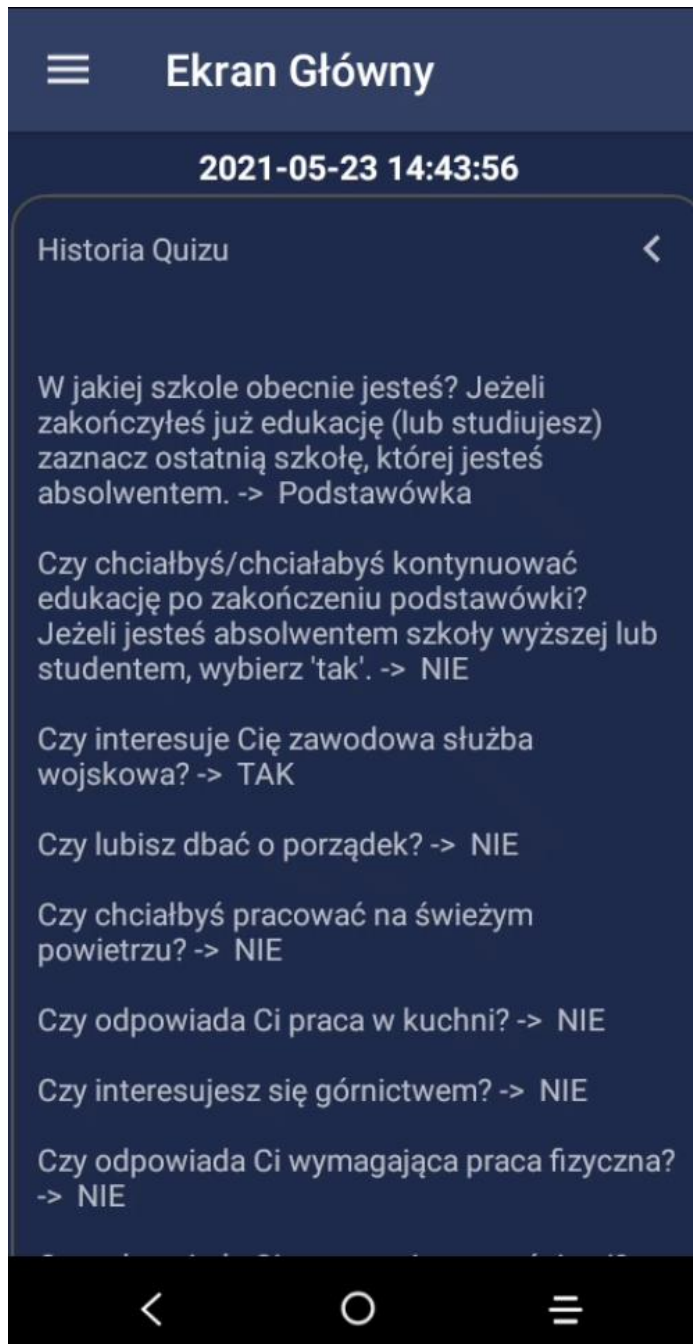 Ekran Główny
2021-05-23 14:43:56
Historia Quizu
W jakiej szkole obecnie jesteś? Jeżeli
zakończyłeś już edukację (lub studiujesz)
zaznacz ostatnią szkołę, której jesteś
absolwentem. -> Podstawówka
Czy chciałbyś/chciałabyś kontynuować
edukację po zakończeniu podstawówki?
Jeżeli jesteś absolwentem szkoły wyższej lub
studentem, wybierz 'tak'. -> NIE
Czy interesuje Cię zawodowa służba
wojskowa? -> TAK
Czy lubisz dbać o porządek? -> NIE
Czy chciałbyś pracować na świeżym
powietrzu? -> NIE
Czy odpowiada Ci praca w kuchni? -> NIE
Czy interesujesz się górnictwem? -> NIE
Czy odpowiada Ci wymagająca praca fizyczna?
-> NIE